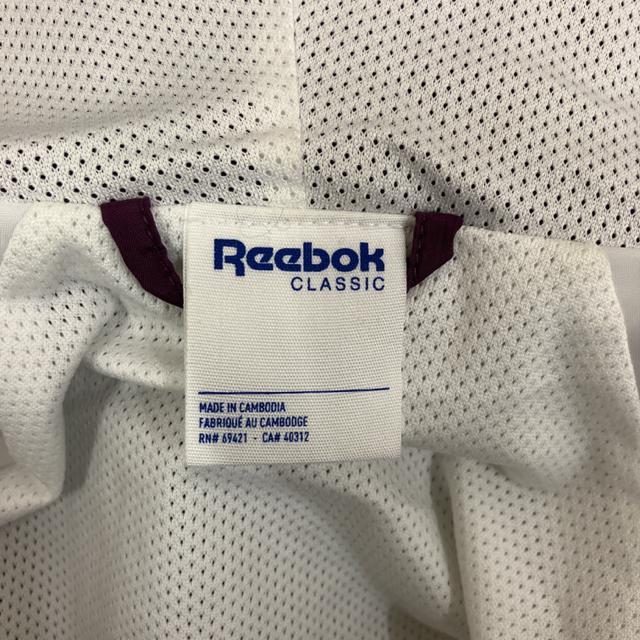 Reebok
CLASSIC
MADE IN CAMBODIA
FABRIQUÉ AU CAMBODGE
RN# 69421 - CA# 40312